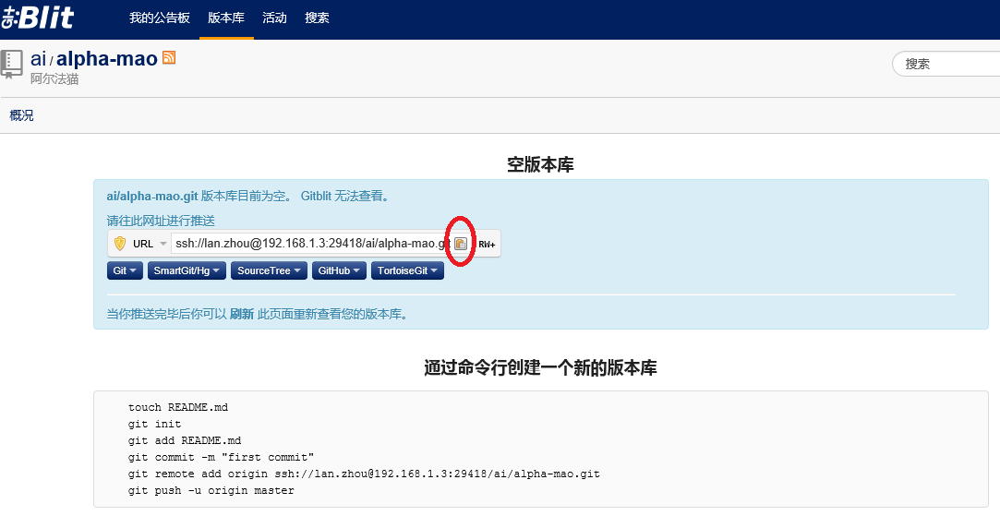 Blit 我的公告板 版本库 活动 搜索
ai / alpha-mao
阿尔法猫
搜索
概况
空版本库
ai/alpha-mao.git 版本库目前为空。 Gitblit 无法查看。
请往此网址进行推送
URL ssh://lan.zhou@192.168.1.3:29418/ai/alpha-mao.git RW+
Git SmartGit/Hg SourceTree GitHub TortoiseGit
当你推送完毕后你可以 刷新 此页面重新查看您的版本库。
通过命令行创建一个新的版本库
touch README.md
git init
git add README.md
git commit -m "first commit"
git remote add origin ssh://lan.zhou@192.168.1.3:29418/ai/alpha-mao.git
git push -u origin master